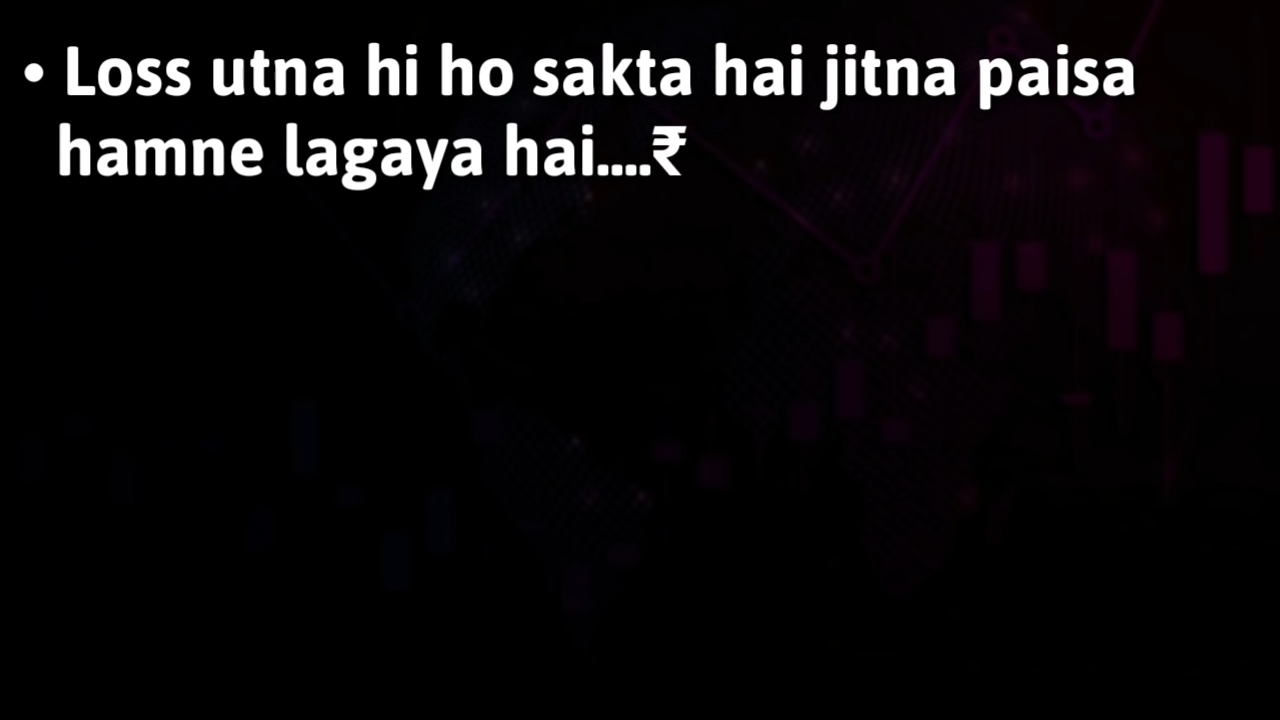 • Loss utna hi ho sakta hai jitna paisa
hamne lagaya hai....₹